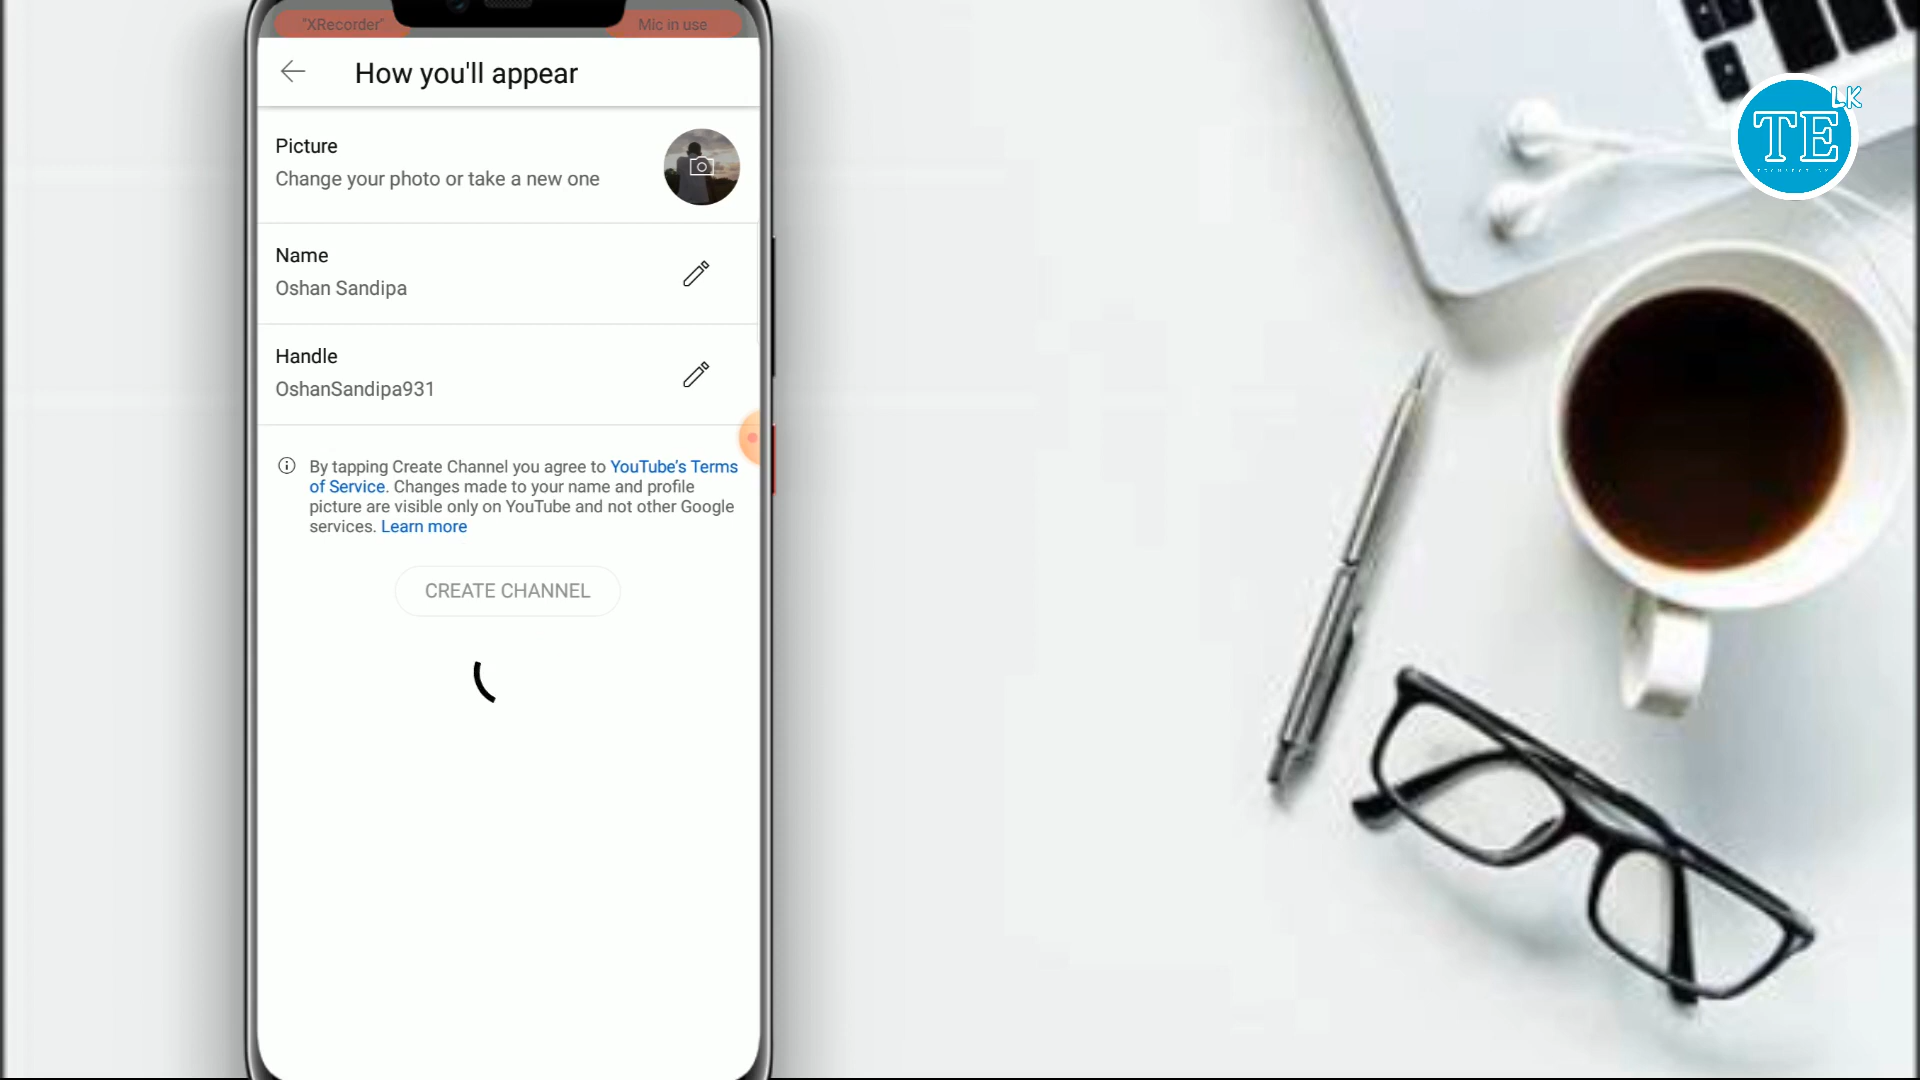 "XRecorder"
Mic in use
How you'll appear
Picture
Change your photo or take a new one
Name
Oshan Sandipa
Handle
OshanSandipa931
By tapping Create Channel you agree to YouTube's Terms
of Service. Changes made to your name and profile
picture are visible only on YouTube and not other Google
services. Learn more
CREATE CHANNEL
LK
TE